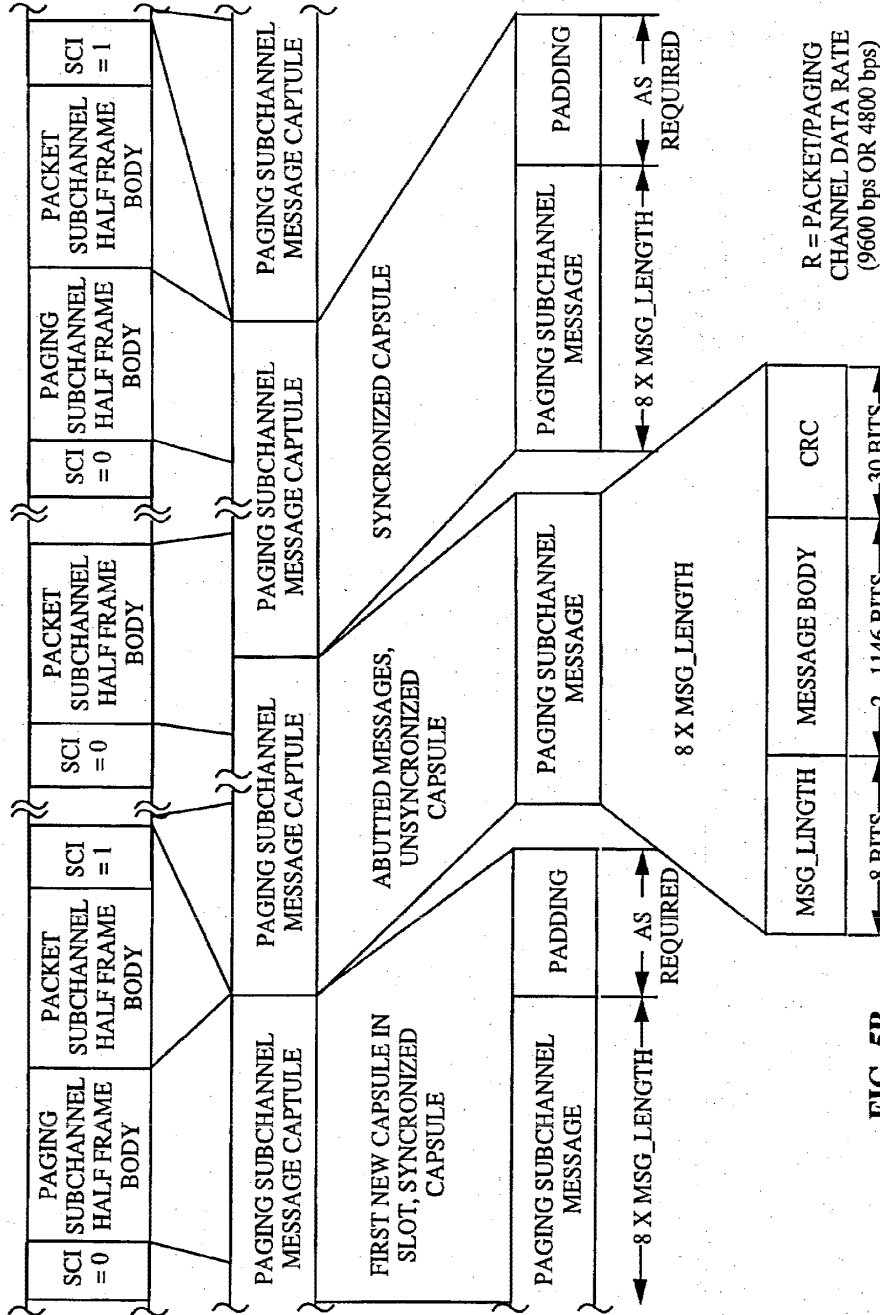 SCI
= 0
PAGING
SUBCHANNEL
HALF FRAME
BODY
PACKET
SUBCHANNEL
HALF FRAME
BODY
SCI
= 1
SCI
= 0
PACKET
SUBCHANNEL
HALF FRAME
BODY
SCI
= 0
PAGING
SUBCHANNEL
HALF FRAME
BODY
PACKET
SUBCHANNEL
HALF FRAME
BODY
SCI
= 1
PAGING SUBCHANNEL
MESSAGE CAPTULE
PAGING SUBCHANNEL
MESSAGE CAPTULE
PAGING SUBCHANNEL
MESSAGE CAPTULE
PAGING SUBCHANNEL
MESSAGE CAPTULE
FIRST NEW CAPSULE IN
SLOT, SYNCRONIZED
CAPSULE
ABUTTED MESSAGES,
UNSYNCRONIZED
CAPSULE
SYNCRONIZED CAPSULE
PAGING SUBCHANNEL
MESSAGE
PADDING
PAGING SUBCHANNEL
MESSAGE
PAGING SUBCHANNEL
MESSAGE
PADDING
8 X MSG_LENGTH
AS
REQUIRED
8 X MSG_LENGTH
8 X MSG_LENGTH
AS
REQUIRED
MSG_LINGTH
MESSAGE BODY
CRC
8 BITS
2 - 1146 BITS
30 BITS
R = PACKET/PAGING
CHANNEL DATA RATE
(9600 bps OR 4800 bps)
FIG. 5B